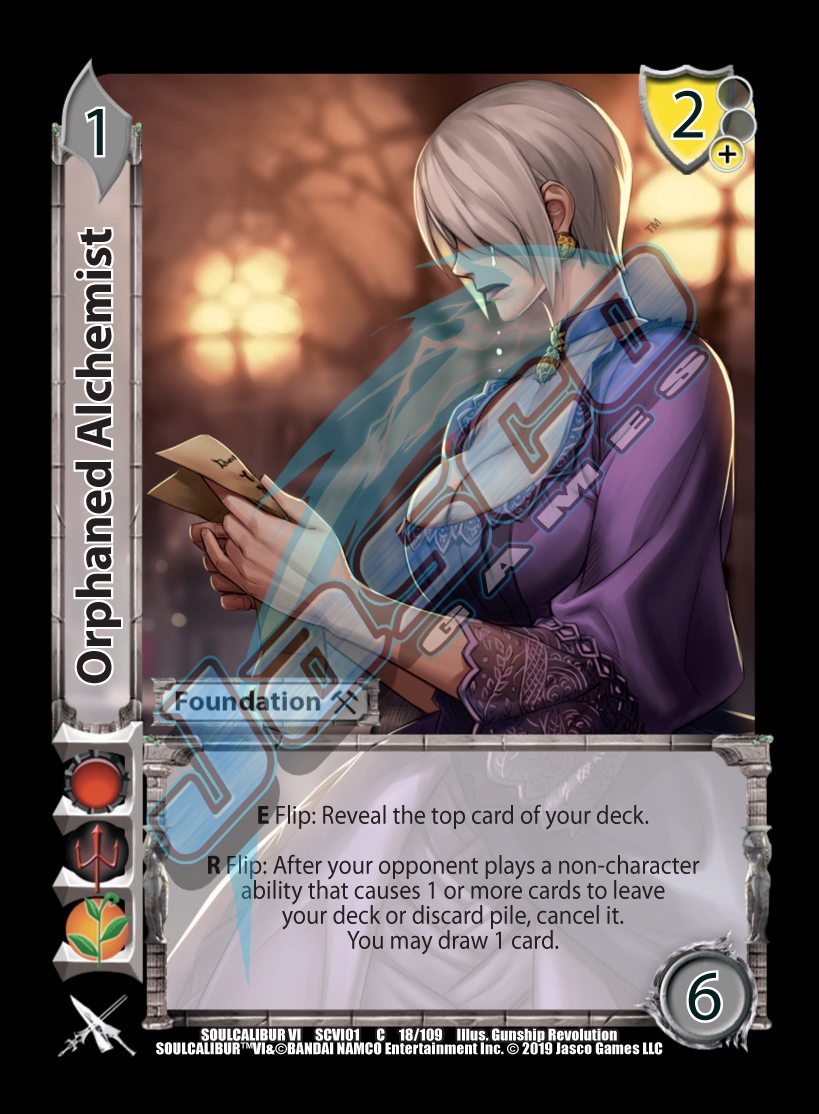 1
2
+
Orphaned Alchemist
TM
JASCO
GAMES
Foundation
E Flip: Reveal the top card of your deck.
R Flip: After your opponent plays a non-character
ability that causes 1 or more cards to leave
your deck or discard pile, cancel it.
You may draw 1 card.
6
SOULCALIBUR VI SCVI01 C 18/109 Illus. Gunship Revolution
SOULCALIBUR™VI&©BANDAI NAMCO Entertainment Inc. © 2019 Jasco Games LLC